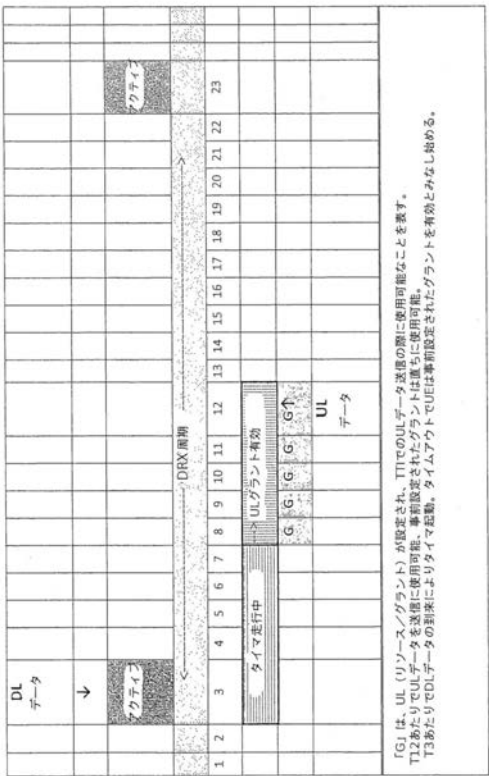 DL
データ
↓
アクティブ
アクティブ
<---------- DRX 周期 ---------->
1 2 3 4 5 6 7 8 9 10 11 12 13 14 15 16 17 18 19 20 21 22 23
タイマ走行中
---> ULグラント有効
G G G G G↑
UL
データ
「G」は、UL（リソース/グラント）が設定され、TTIでのULデータ送信の際に使用可能なことを表す。
T12あたりでULデータを送信に使用可能、事前設定されたグラントは直ちに使用可能。
T3あたりでDLデータの到来によりタイマ起動。タイムアウトでUEは事前設定されたグラントを有効とみなし始める。